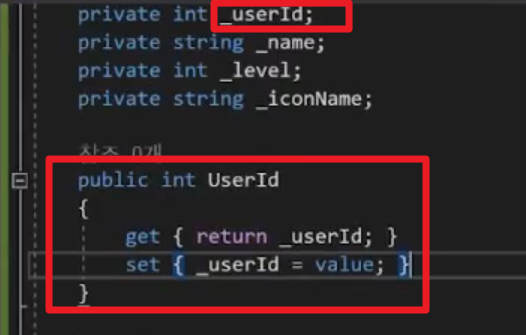 private int _userId;
private string _name;
private int _level;
private string _iconName;
참조 0개
public int UserId
{
get { return _userId; }
set { _userId = value; }
}